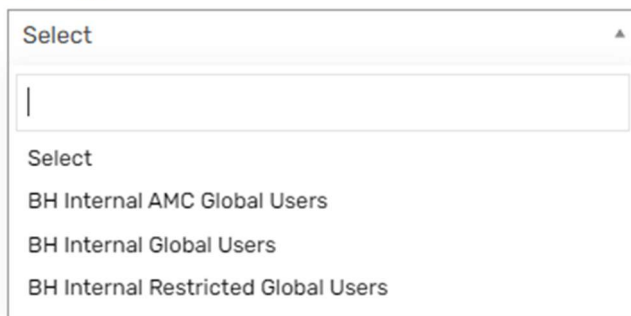 Select
Select
BH Internal AMC Global Users
BH Internal Global Users
BH Internal Restricted Global Users